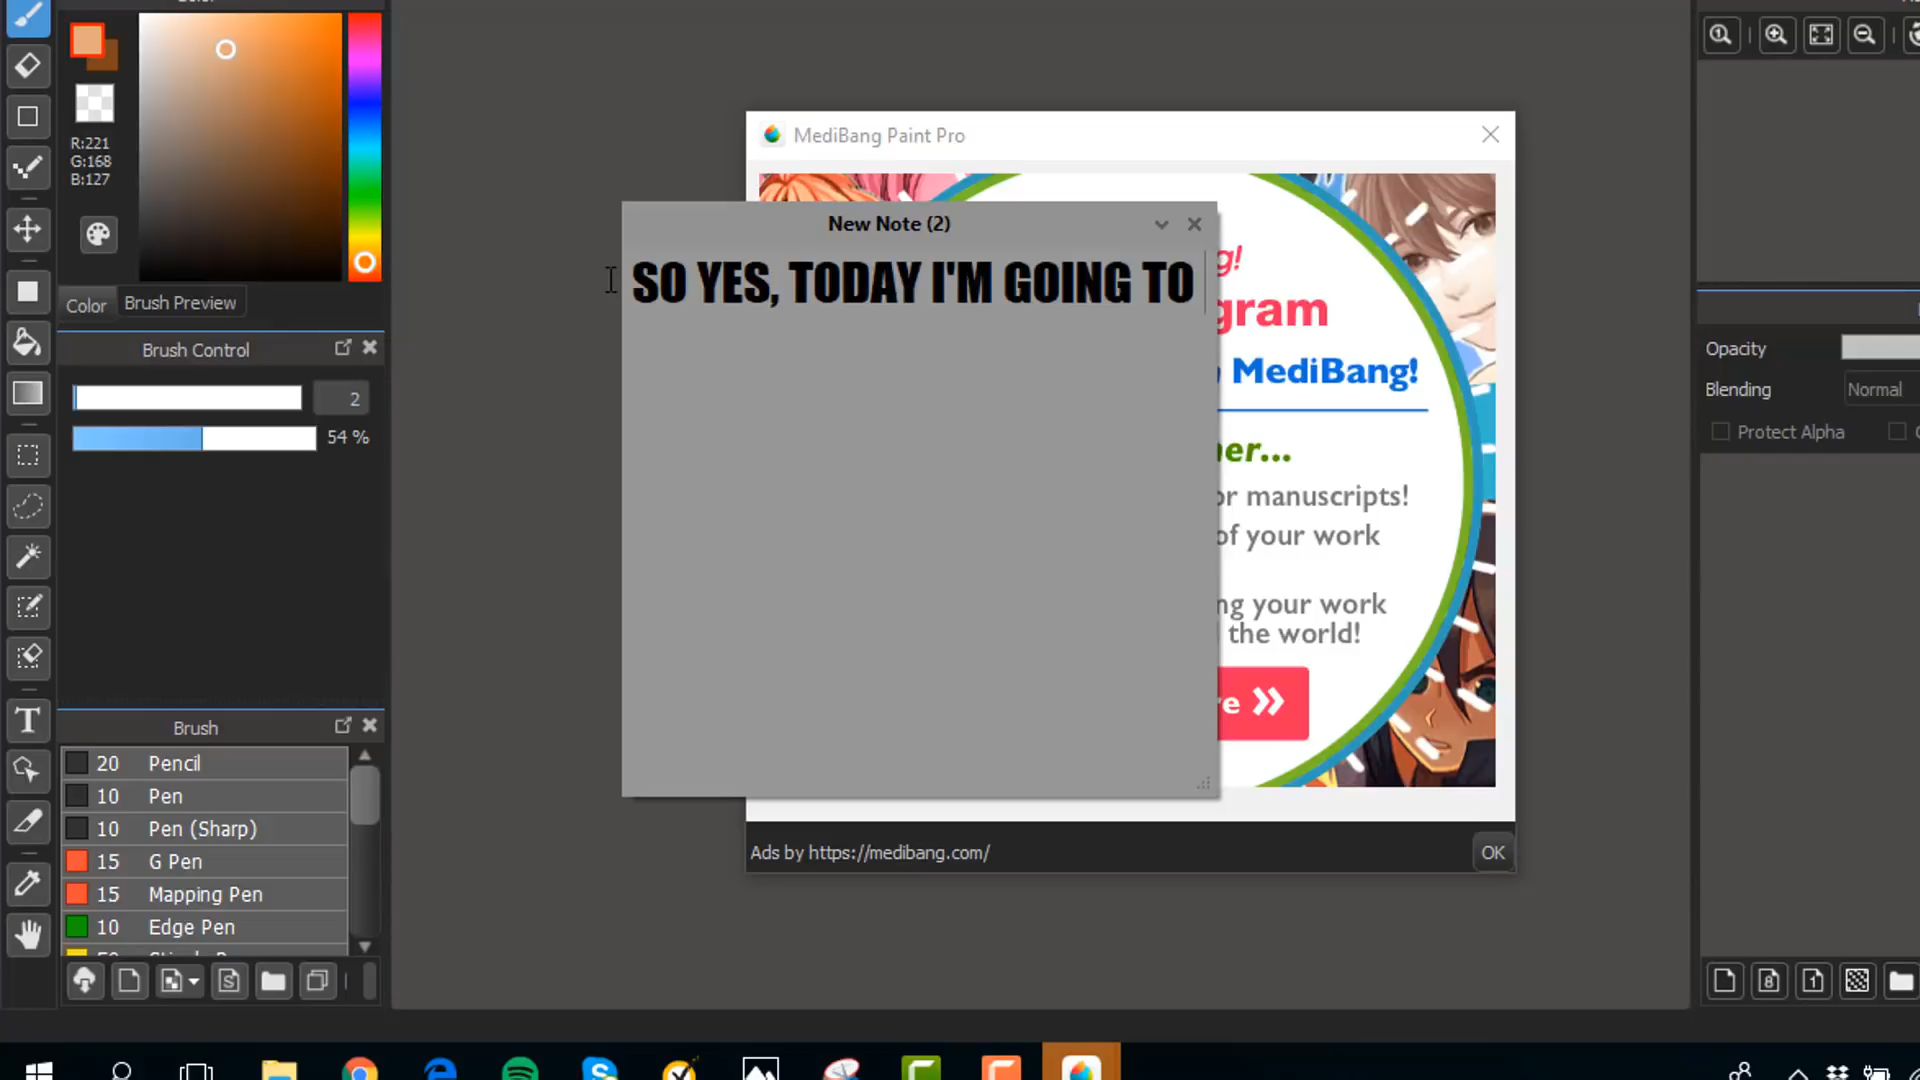 R:221
G:168
B:127
Color
Brush Preview
Brush Control
2
54 %
Brush
20 Pencil
10 Pen
10 Pen (Sharp)
15 G Pen
15 Mapping Pen
10 Edge Pen
MediBang Paint Pro
New Note (2)
SO YES, TODAY I'M GOING TO
g!
gram
MediBang!
er...
or manuscripts!
of your work
ng your work
the world!
e
Ads by https://medibang.com/
OK
Opacity
Blending
Normal
Protect Alpha